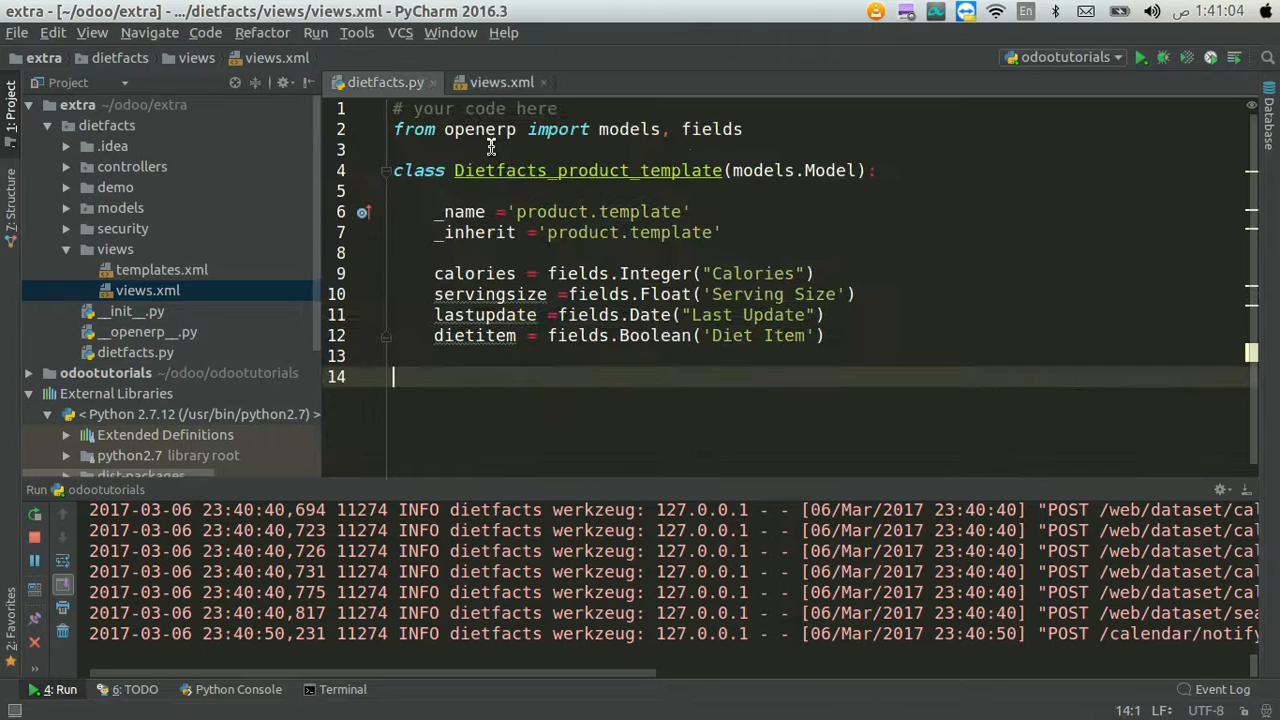 extra - [~/odoo/extra] - .../dietfacts/views/views.xml - PyCharm 2016.3
En
1:41:04 ص
File Edit View Navigate Code Refactor Run Tools VCS Window Help
extra dietfacts views views.xml
odootutorials
1: Project
7: Structure
2: Favorites
Database
Project
extra ~/odoo/extra
dietfacts
.idea
controllers
demo
models
security
views
templates.xml
views.xml
__init__.py
__openerp__.py
dietfacts.py
odootutorials ~/odoo/odootutorials
External Libraries
< Python 2.7.12 (/usr/bin/python2.7) >
Extended Definitions
python2.7 library root
dist-packages
dietfacts.py views.xml
1 # your code here
2 from openerp import models, fields
3
4 class Dietfacts_product_template(models.Model):
5
6 _name ='product.template'
7 _inherit ='product.template'
8
9 calories = fields.Integer("Calories")
10 servingsize =fields.Float('Serving Size')
11 lastupdate =fields.Date("Last Update")
12 dietitem = fields.Boolean('Diet Item')
13
14
Run odootutorials
2017-03-06 23:40:40,694 11274 INFO dietfacts werkzeug: 127.0.0.1 - - [06/Mar/2017 23:40:40] "POST /web/dataset/cal
2017-03-06 23:40:40,723 11274 INFO dietfacts werkzeug: 127.0.0.1 - - [06/Mar/2017 23:40:40] "POST /web/dataset/cal
2017-03-06 23:40:40,726 11274 INFO dietfacts werkzeug: 127.0.0.1 - - [06/Mar/2017 23:40:40] "POST /web/dataset/cal
2017-03-06 23:40:40,731 11274 INFO dietfacts werkzeug: 127.0.0.1 - - [06/Mar/2017 23:40:40] "POST /web/dataset/cal
2017-03-06 23:40:40,775 11274 INFO dietfacts werkzeug: 127.0.0.1 - - [06/Mar/2017 23:40:40] "POST /web/dataset/cal
2017-03-06 23:40:40,817 11274 INFO dietfacts werkzeug: 127.0.0.1 - - [06/Mar/2017 23:40:40] "POST /web/dataset/sea
2017-03-06 23:40:50,231 11274 INFO dietfacts werkzeug: 127.0.0.1 - - [06/Mar/2017 23:40:50] "POST /calendar/notify
4: Run 6: TODO Python Console Terminal Event Log
14:1 LF÷ UTF-8 ÷